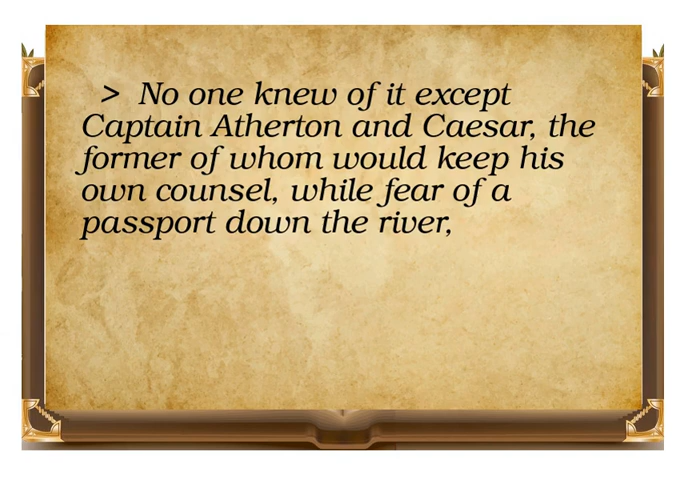 > No one knew of it except
Captain Atherton and Caesar, the
former of whom would keep his
own counsel, while fear of a
passport down the river,